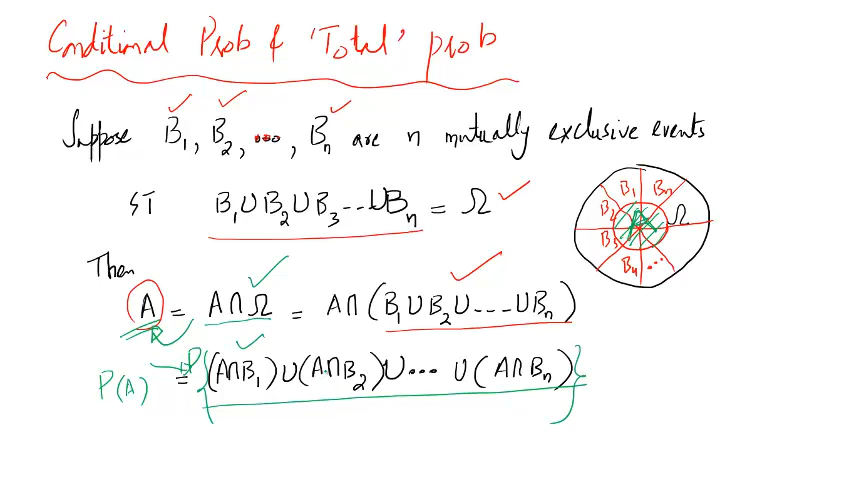 Conditional Prob & 'Total' prob
Suppose B₁, B₂, ..., Bₙ are n mutually exclusive events
ST B₁ ∪ B₂ ∪ B₃ ... ∪ Bₙ = Ω
Then
A = A ∩ Ω = A ∩ (B₁ ∪ B₂ ∪ ... ∪ Bₙ)
P(A) = P{(A ∩ B₁) ∪ (A ∩ B₂) ∪ ... ∪ (A ∩ Bₙ)}
B₁ Bₙ
B₂ A Ω
B₃
B₄ ...